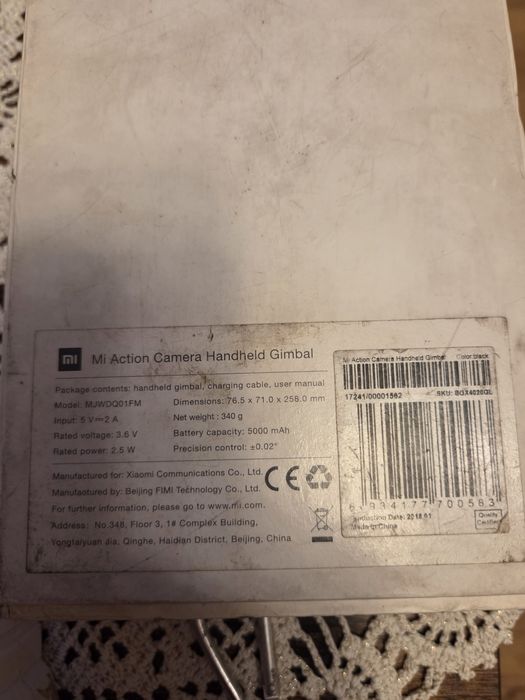 mi Mi Action Camera Handheld Gimbal
Package contents: handheld gimbal, charging cable, user manual
Model: MJWDQ01FM Dimensions: 76.5 x 71.0 x 258.0 mm
Input: 5 V⎓2 A Net weight : 340 g
Rated voltage: 3.6 V Battery capacity: 5000 mAh
Rated power: 2.5 W Precision control: ±0.02°
Manufactured for: Xiaomi Communications Co., Ltd.
Manufactored by: Beijing FIMI Technology Co., Ltd.
For further information, please go to www.mi.com.
Address: No.348, Floor 3, 1# Complex Building,
Yongtaiyuan Jia, Qinghe, Haidian District, Beijing, China
CE
Mi Action Camera Handheld Gimbal Color:black
17241/00001562 SKU: BGX4020GL
6 934177 700583
Production Date: 2018.01
Made in China
Quality
Certified